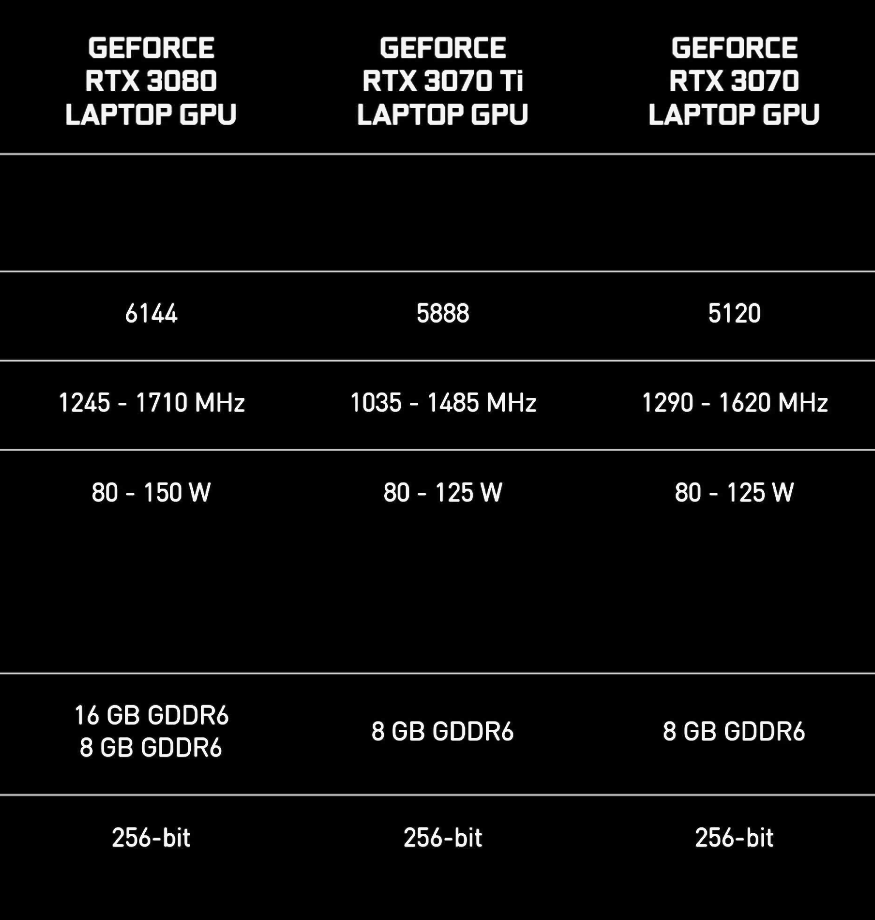 GEFORCE RTX 3080 LAPTOP GPU
GEFORCE RTX 3070 Ti LAPTOP GPU
GEFORCE RTX 3070 LAPTOP GPU
6144 5888 5120
1245 - 1710 MHz 1035 - 1485 MHz 1290 - 1620 MHz
80 - 150 W 80 - 125 W 80 - 125 W
16 GB GDDR6
8 GB GDDR6
8 GB GDDR6 8 GB GDDR6
256-bit 256-bit 256-bit